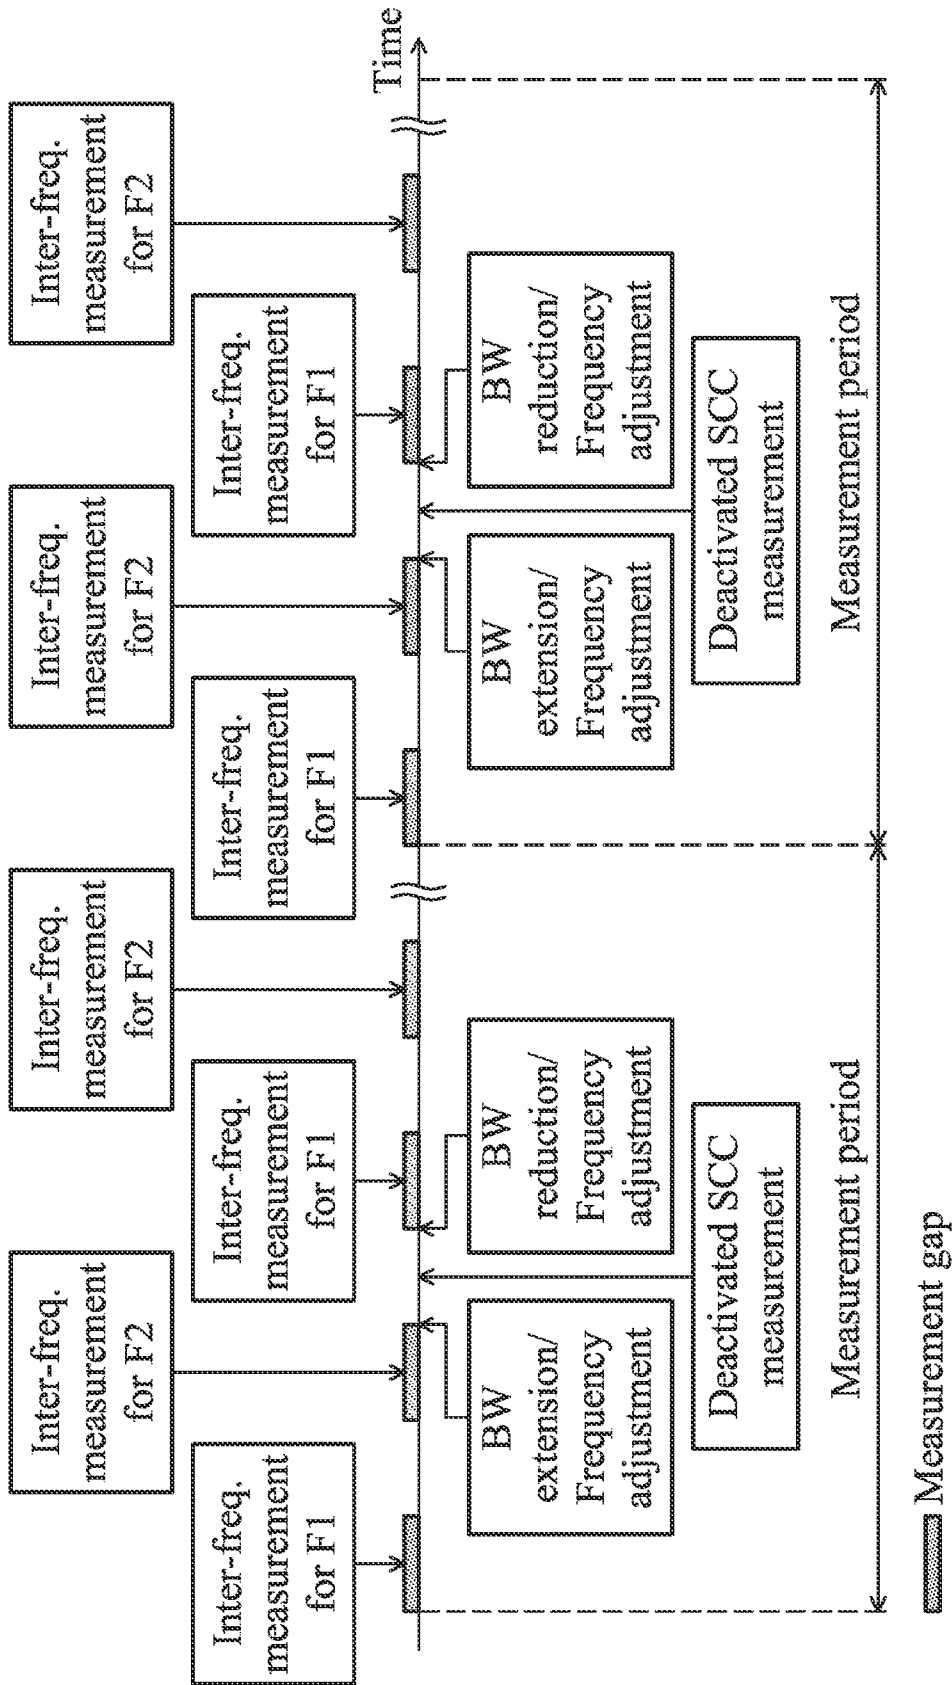 Inter-freq.
measurement
for F2
Inter-freq.
measurement
for F2
Inter-freq.
measurement
for F2
Inter-freq.
measurement
for F2
Inter-freq.
measurement
for F1
Inter-freq.
measurement
for F1
Inter-freq.
measurement
for F1
Inter-freq.
measurement
for F1
Time
BW
extension/
Frequency
adjustment
BW
reduction/
Frequency
adjustment
BW
extension/
Frequency
adjustment
BW
reduction/
Frequency
adjustment
Deactivated SCC
measurement
Deactivated SCC
measurement
Measurement period
Measurement period
Measurement gap